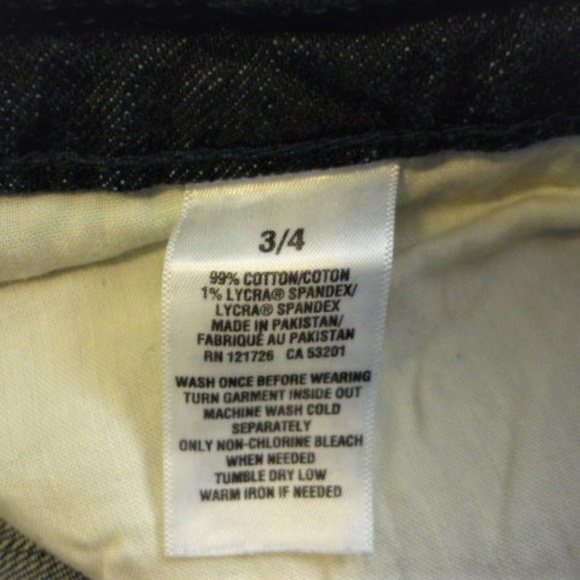 3/4
99% COTTON/COTON
1% LYCRA® SPANDEX/
LYCRA® SPANDEX
MADE IN PAKISTAN/
FABRIQUÉ AU PAKISTAN
RN 121726 CA 53201
WASH ONCE BEFORE WEARING
TURN GARMENT INSIDE OUT
MACHINE WASH COLD
SEPARATELY
ONLY NON-CHLORINE BLEACH
WHEN NEEDED
TUMBLE DRY LOW
WARM IRON IF NEEDED